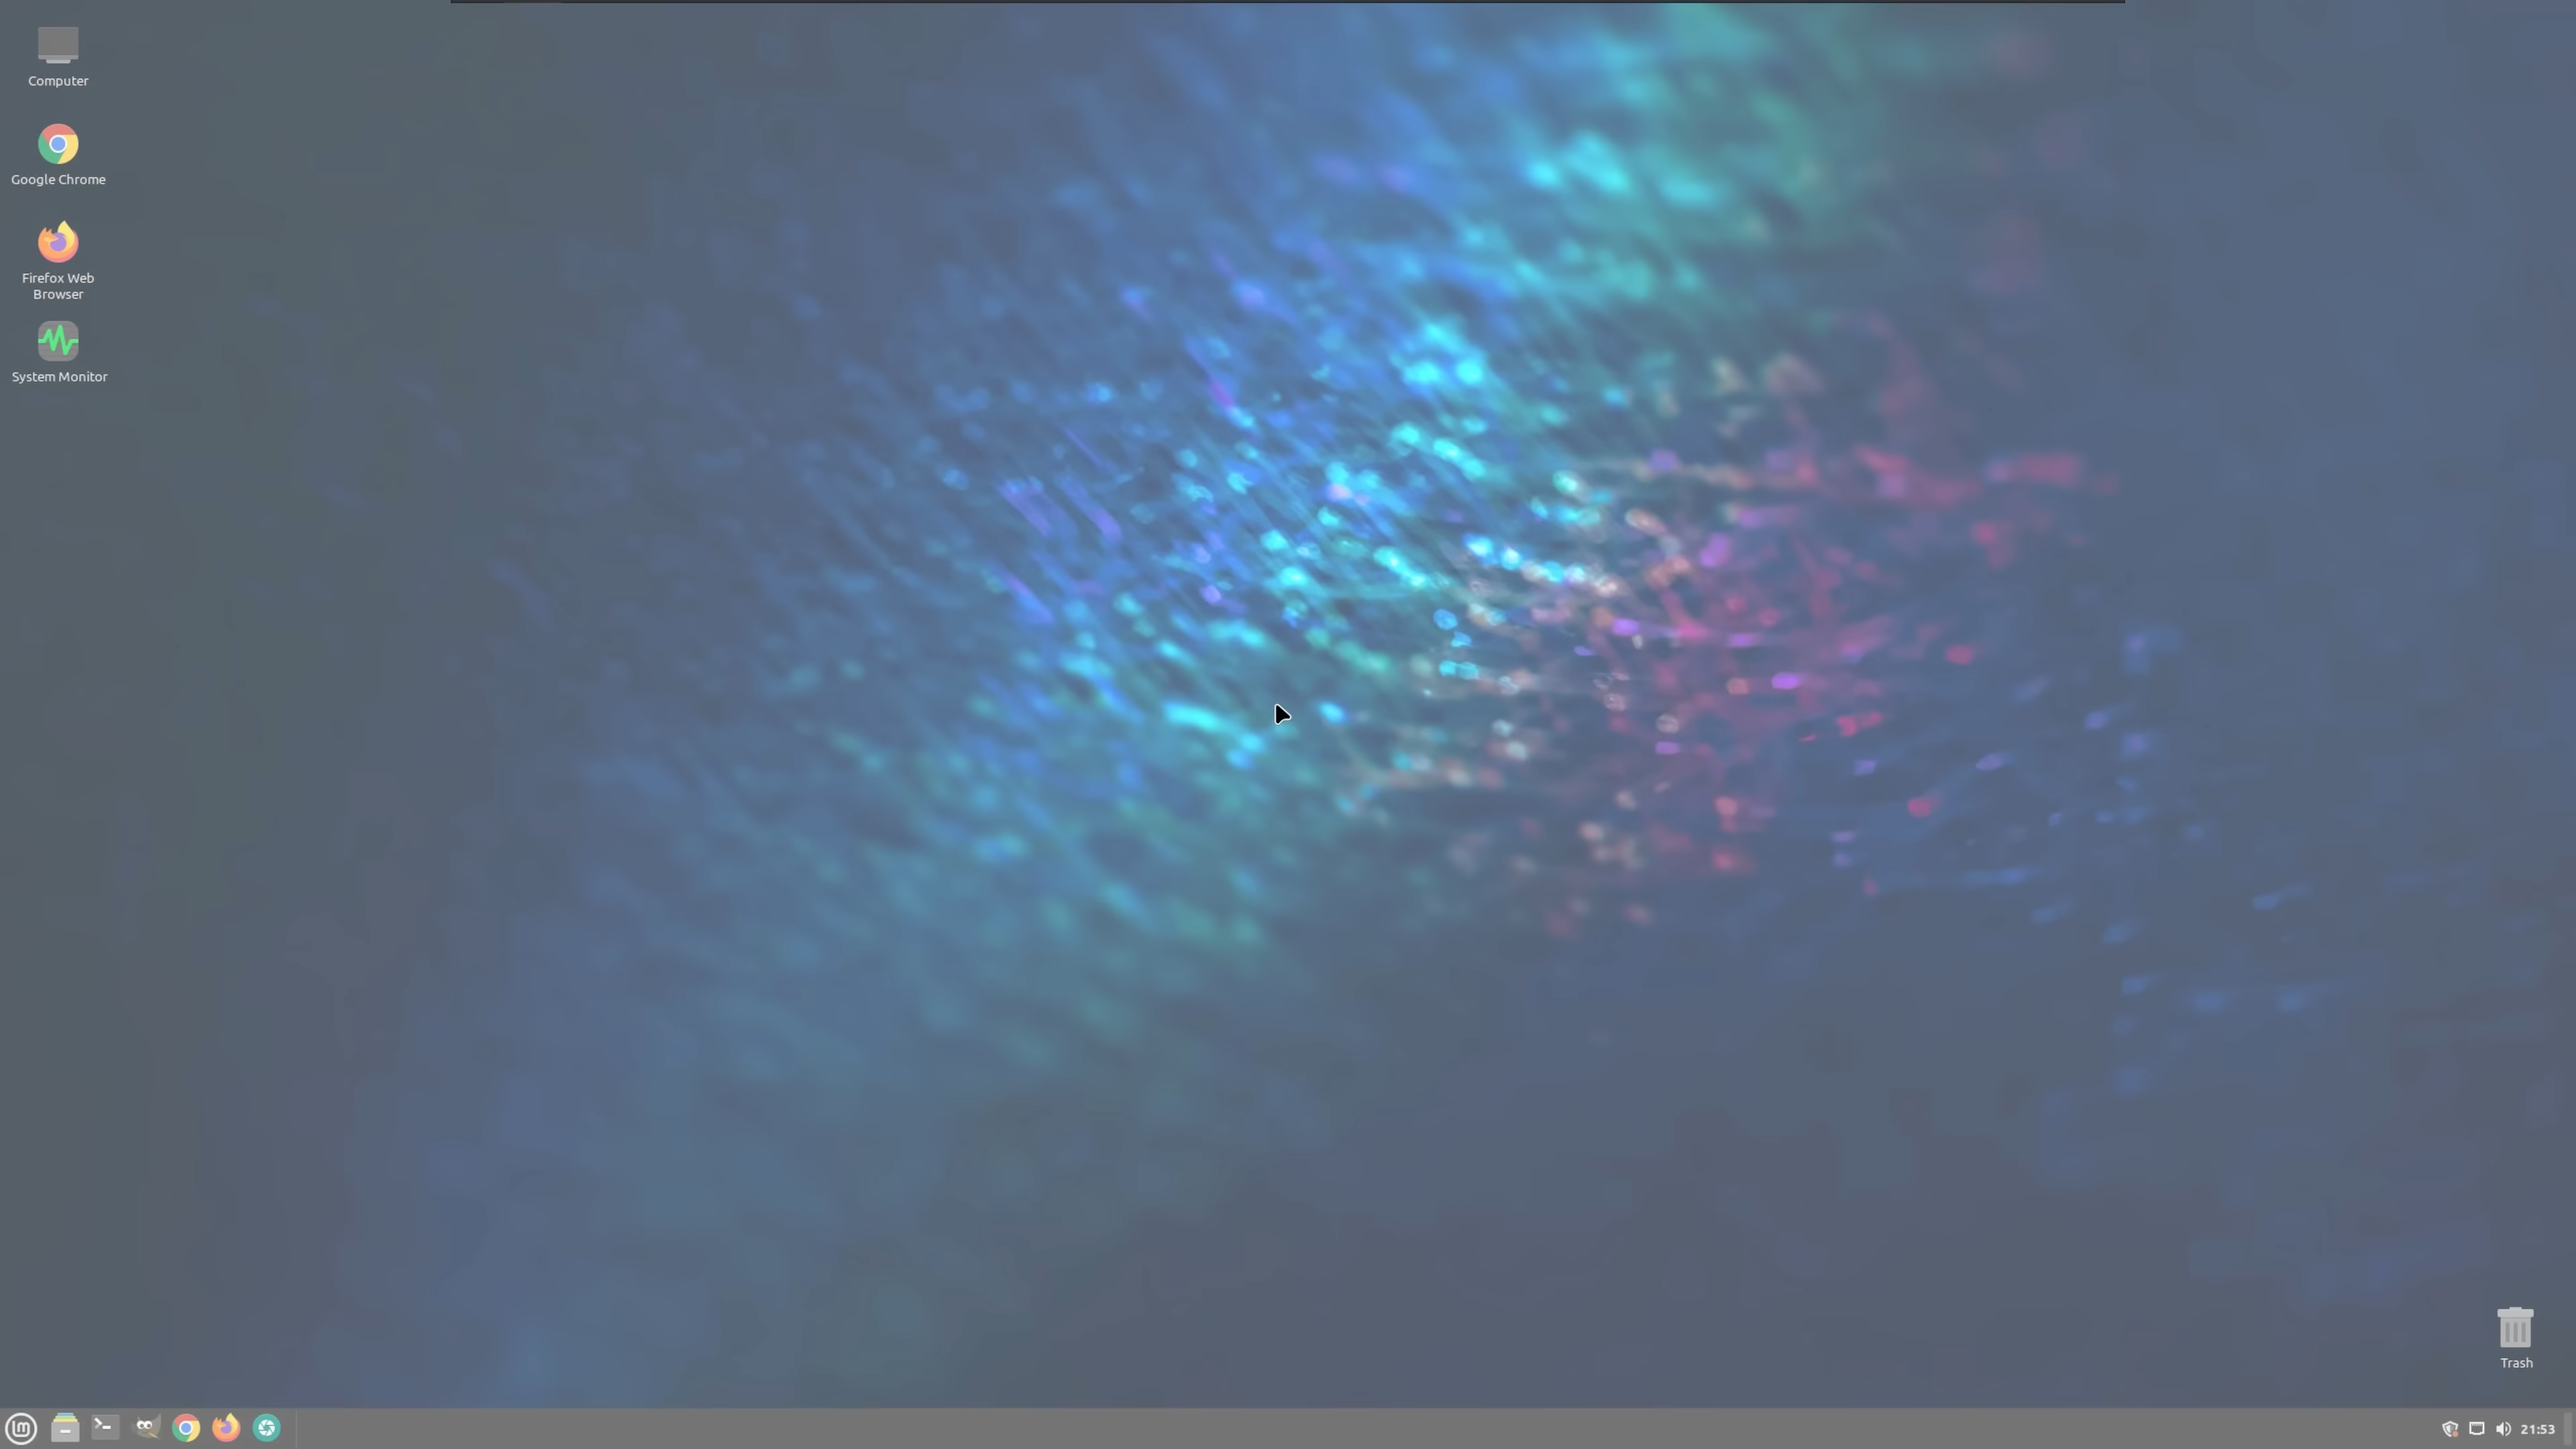 Computer
Google Chrome
Firefox Web
Browser
System Monitor
Trash
21:53